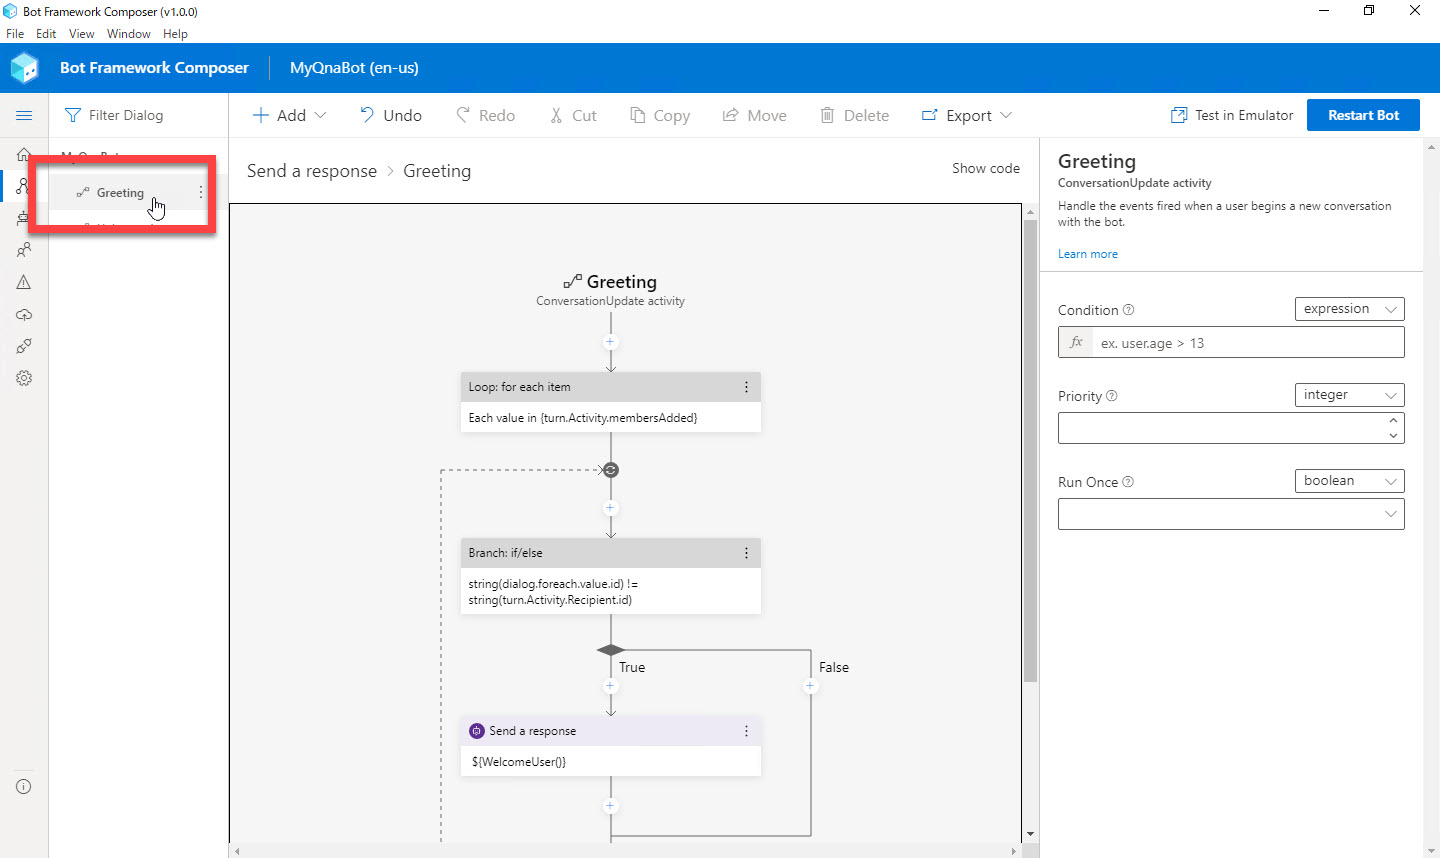 Bot Framework Composer (v1.0.0)
File Edit View Window Help
Bot Framework Composer MyQnaBot (en-us)
Filter Dialog
Add Undo Redo Cut Copy Move Delete Export Test in Emulator Restart Bot
Greeting
Send a response > Greeting
Show code
Greeting
ConversationUpdate activity
Loop: for each item
Each value in {turn.Activity.membersAdded}
Branch: if/else
string(dialog.foreach.value.id) !=
string(turn.Activity.Recipient.id)
True
False
Send a response
${WelcomeUser()}
Greeting
ConversationUpdate activity
Handle the events fired when a user begins a new conversation
with the bot.
Learn more
Condition expression
fx ex. user.age > 13
Priority integer
Run Once boolean